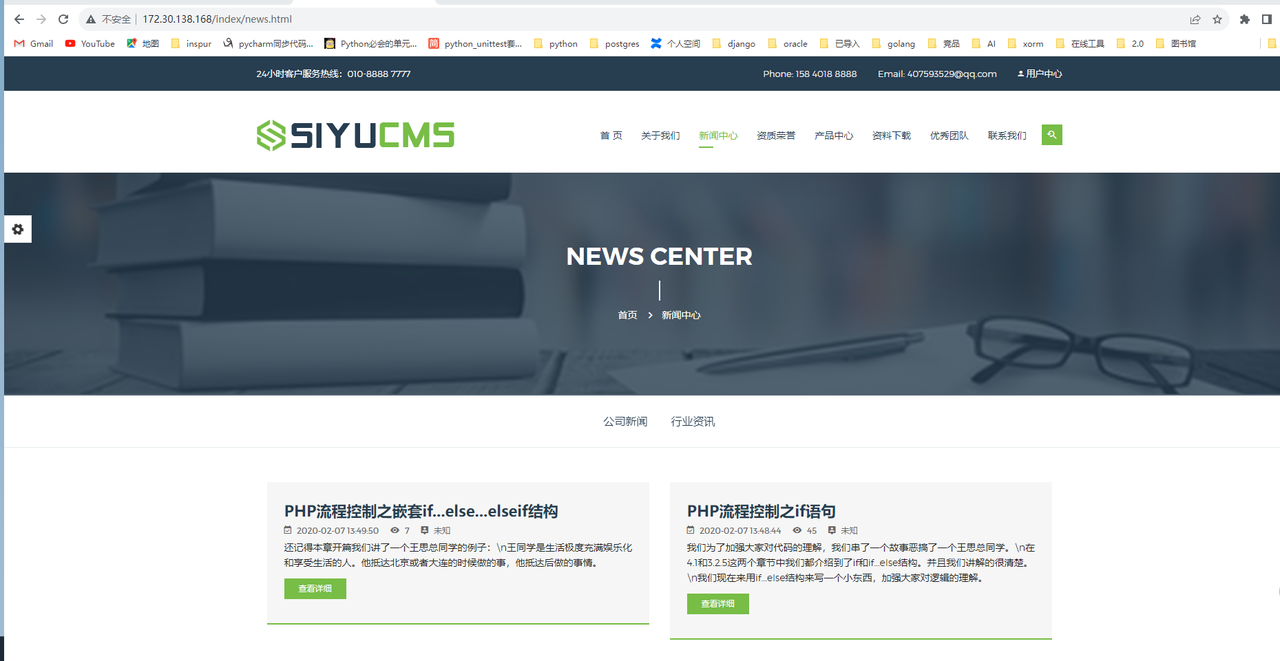 不安全 172.30.138.168/index/news.html
Gmail YouTube 地图 inspur pycharm同步代码... Python必会的单元... python_unittest套... python postgres 个人空间 django oracle 已导入 golang 竞品 AI xorm 在线工具 2.0 图书馆
24小时客户服务热线：010-8888 7777 Phone: 158 4018 8888 Email: 407593529@qq.com 用户中心
SIYUCMS 首 页 关于我们 新闻中心 资质荣誉 产品中心 资料下载 优秀团队 联系我们
NEWS CENTER
首页 > 新闻中心
公司新闻 行业资讯
PHP流程控制之嵌套if...else...elseif结构
2020-02-07 13:49:50 7 未知
还记得本章开篇我们讲了一个王思总同学的例子：\n王同学是生活极度充满娱乐化
和享受生活的人。他抵达北京或者大连的时候做的事，他抵达后做的事情。
查看详细
PHP流程控制之if语句
2020-02-07 13:48:44 45 未知
我们为了加强大家对代码的理解，我们串了一个故事恶搞了一个王思总同学。\n在
4.1和3.2.5这两个章节中我们都介绍到了if和if...else结构。并且我们讲解的很清楚。
\n我们现在来用if...else结构来写一个小东西，加强大家对逻辑的理解。
查看详细